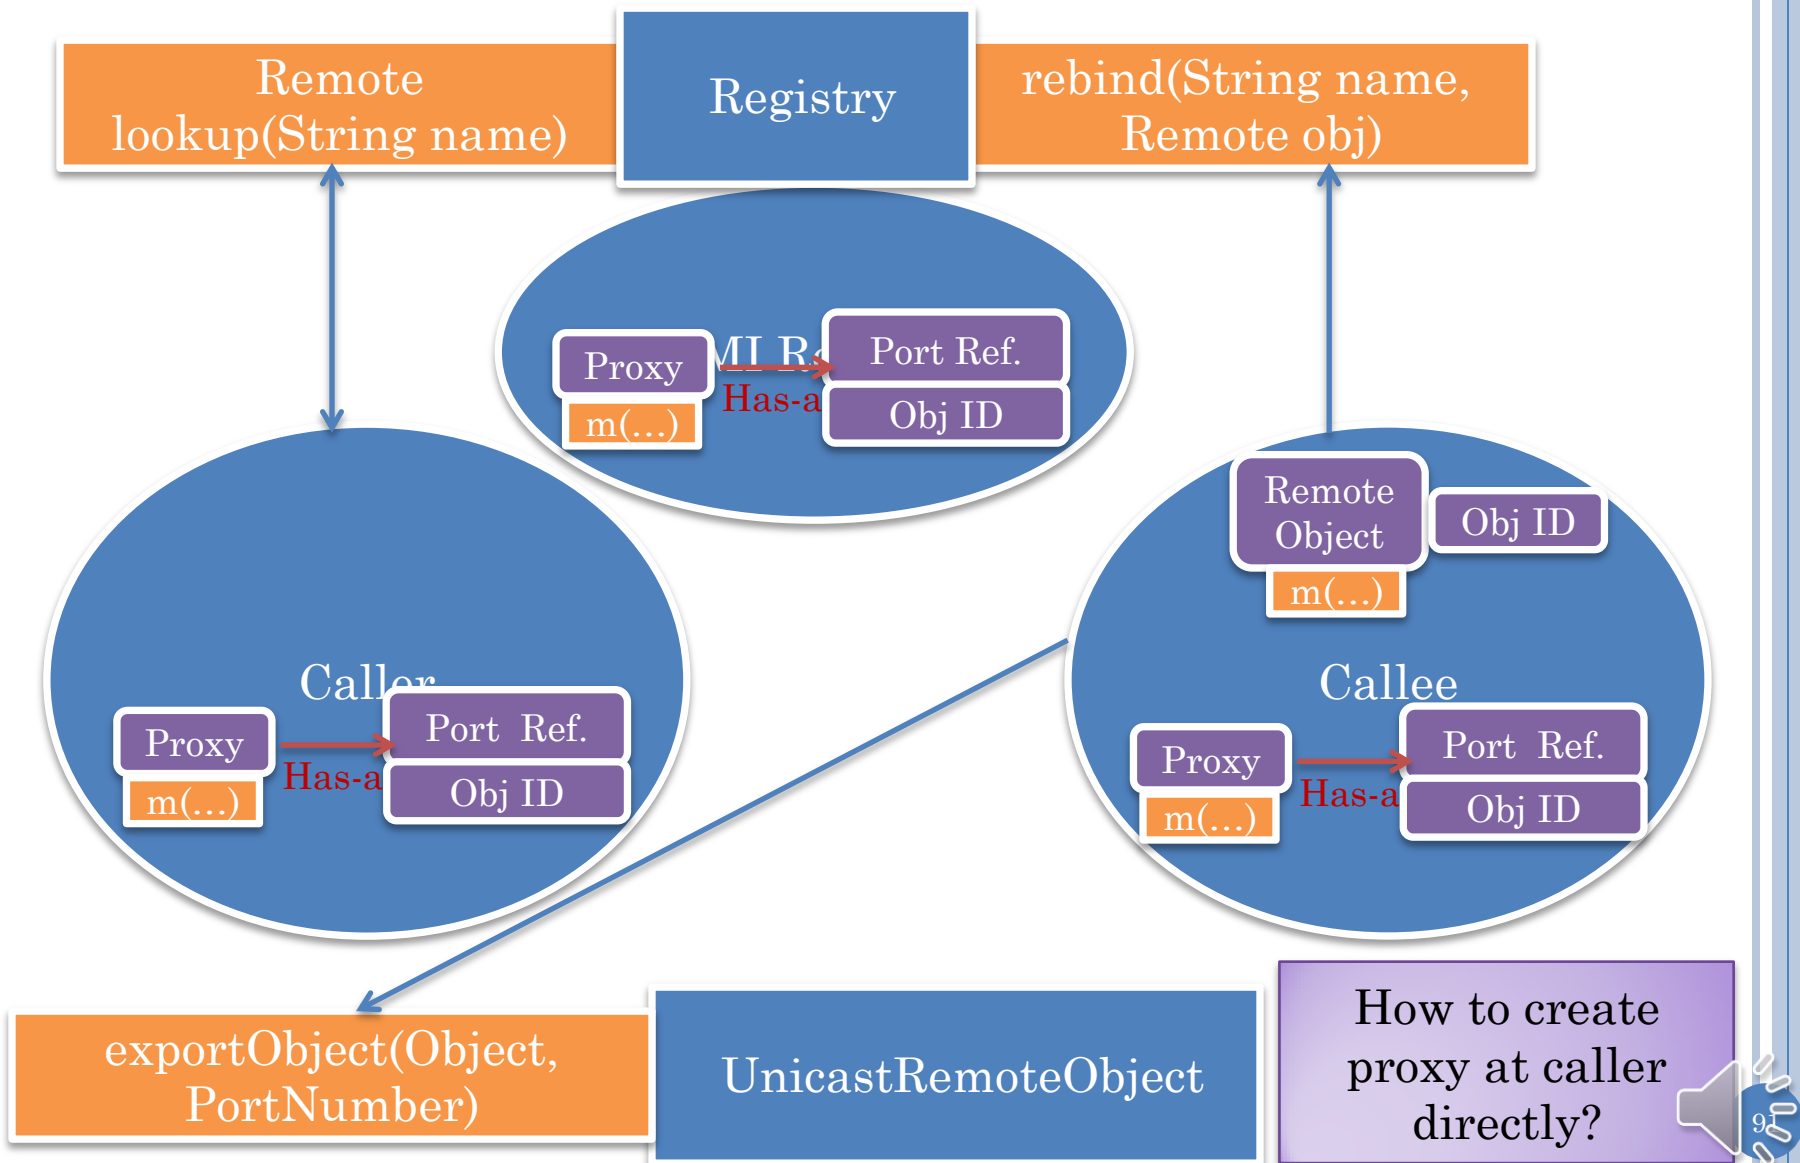 Remote
lookup(String name)
Registry
rebind(String name,
Remote obj)
Proxy
m(...)
Has-a
Port Ref.
Obj ID
Remote
Object
Obj ID
m(...)
Caller
Proxy
m(...)
Has-a
Port Ref.
Obj ID
Callee
Proxy
m(...)
Has-a
Port Ref.
Obj ID
exportObject(Object,
PortNumber)
UnicastRemoteObject
How to create
proxy at caller
directly?